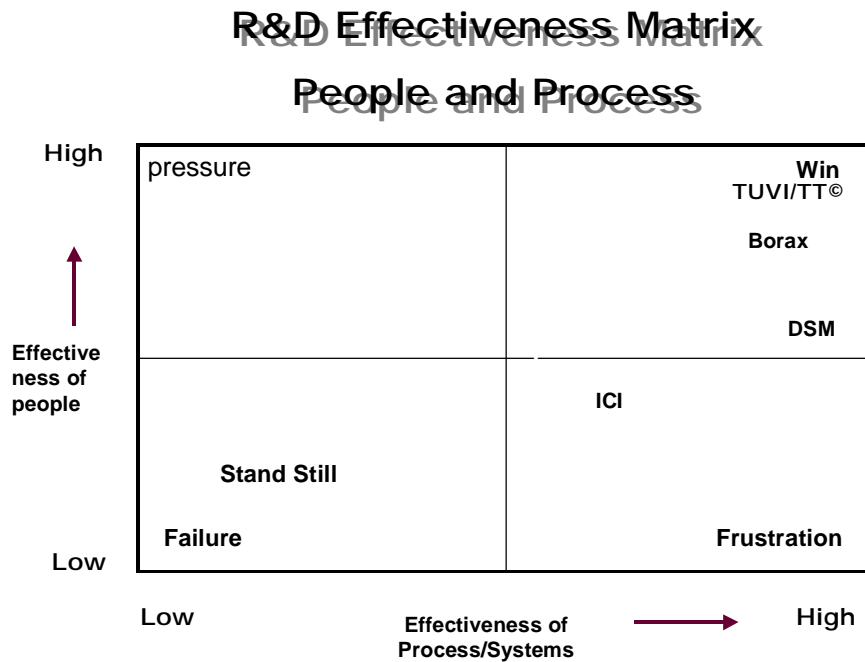 R&D Effectiveness Matrix
People and Process
High
pressure
Win
TUVI/TT©
Borax
DSM
Effective
ness of
people
ICI
Stand Still
Failure
Frustration
Low
Low
Effectiveness of
Process/Systems
High